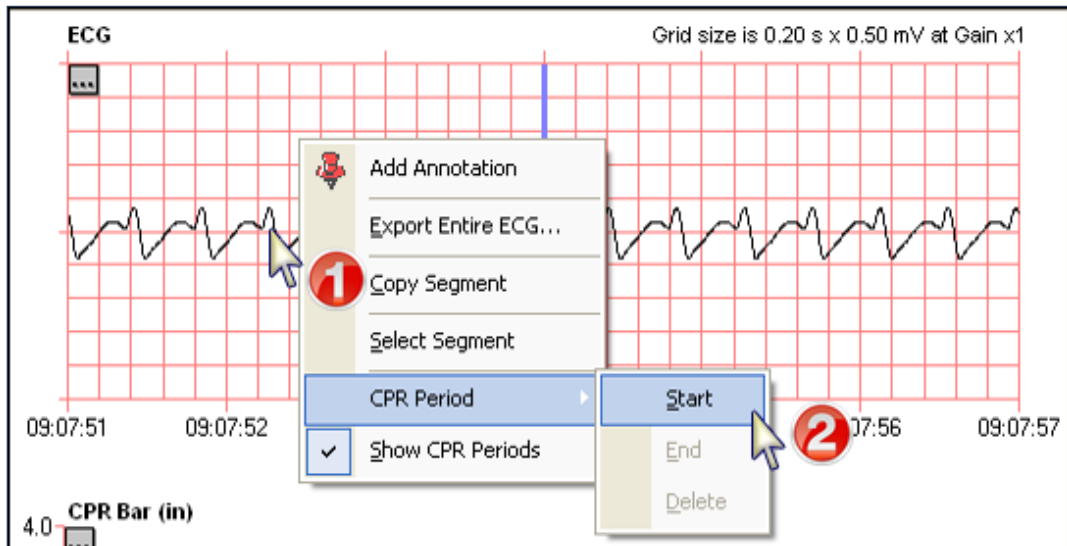 ECG
Grid size is 0.20 s x 0.50 mV at Gain x1
...
Add Annotation
Export Entire ECG...
1
Copy Segment
Select Segment
CPR Period
Start
Show CPR Periods
2
End
Delete
09:07:51 09:07:52 7:56 09:07:57
CPR Bar (in)
4.0
...